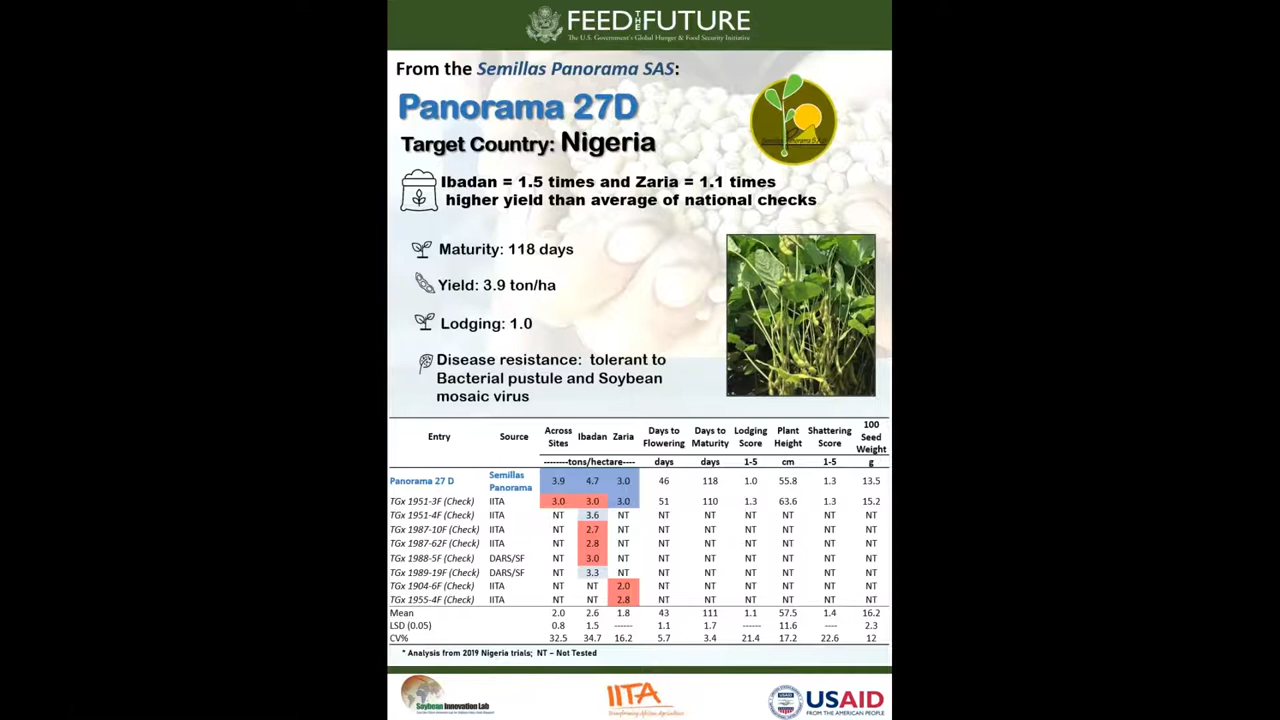 FEED THE FUTURE
The U.S. Government's Global Hunger & Food Security Initiative
From the Semillas Panorama SAS:
Panorama 27D
Target Country: Nigeria
Ibadan = 1.5 times and Zaria = 1.1 times
higher yield than average of national checks
Maturity: 118 days
Yield: 3.9 ton/ha
Lodging: 1.0
Disease resistance: tolerant to
Bacterial pustule and Soybean
mosaic virus
Entry Source Across Sites Ibadan Zaria Days to Flowering Days to Maturity Lodging Score Plant Height Shattering Score 100 Seed Weight
--------tons/hectare---- days days 1-5 cm 1-5 g
Panorama 27 D Semillas Panorama 3.9 4.7 3.0 46 118 1.0 55.8 1.3 13.5
TGx 1951-3F (Check) IITA 3.0 3.0 3.0 51 110 1.3 63.6 1.3 15.2
TGx 1951-4F (Check) IITA NT 3.6 NT NT NT NT NT NT NT
TGx 1987-10F (Check) IITA NT 2.7 NT NT NT NT NT NT NT
TGx 1987-62F (Check) IITA NT 2.8 NT NT NT NT NT NT NT
TGx 1988-5F (Check) DARS/SF NT 3.0 NT NT NT NT NT NT NT
TGx 1989-19F (Check) DARS/SF NT 3.3 NT NT NT NT NT NT NT
TGx 1904-6F (Check) IITA NT NT 2.0 NT NT NT NT NT NT
TGx 1955-4F (Check) IITA NT NT 2.8 NT NT NT NT NT NT
Mean 2.0 2.6 1.8 43 111 1.1 57.5 1.4 16.2
LSD (0.05) 0.8 1.5 ------ 1.1 1.7 ------ 11.6 ---- 2.3
CV% 32.5 34.7 16.2 5.7 3.4 21.4 17.2 22.6 12
* Analysis from 2019 Nigeria trials; NT – Not Tested
Soybean Innovation Lab
IITA
Transforming African Agriculture
USAID
FROM THE AMERICAN PEOPLE